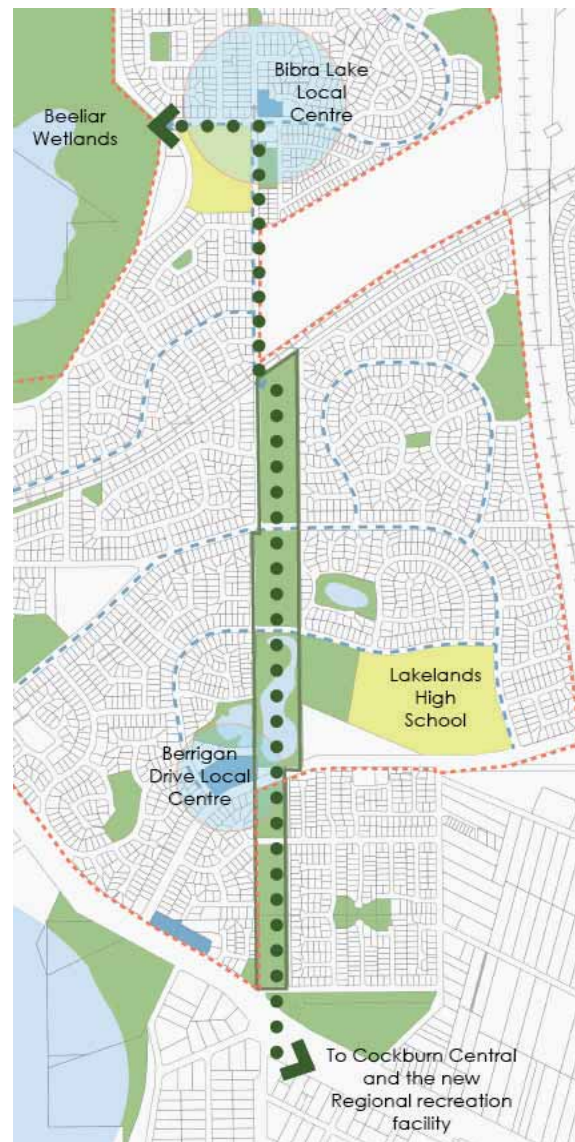 Bibra Lake
Local
Centre
Beeliar
Wetlands
Lakelands
High
School
Berrigan
Drive Local
Centre
To Cockburn Central
and the new
Regional recreation
facility